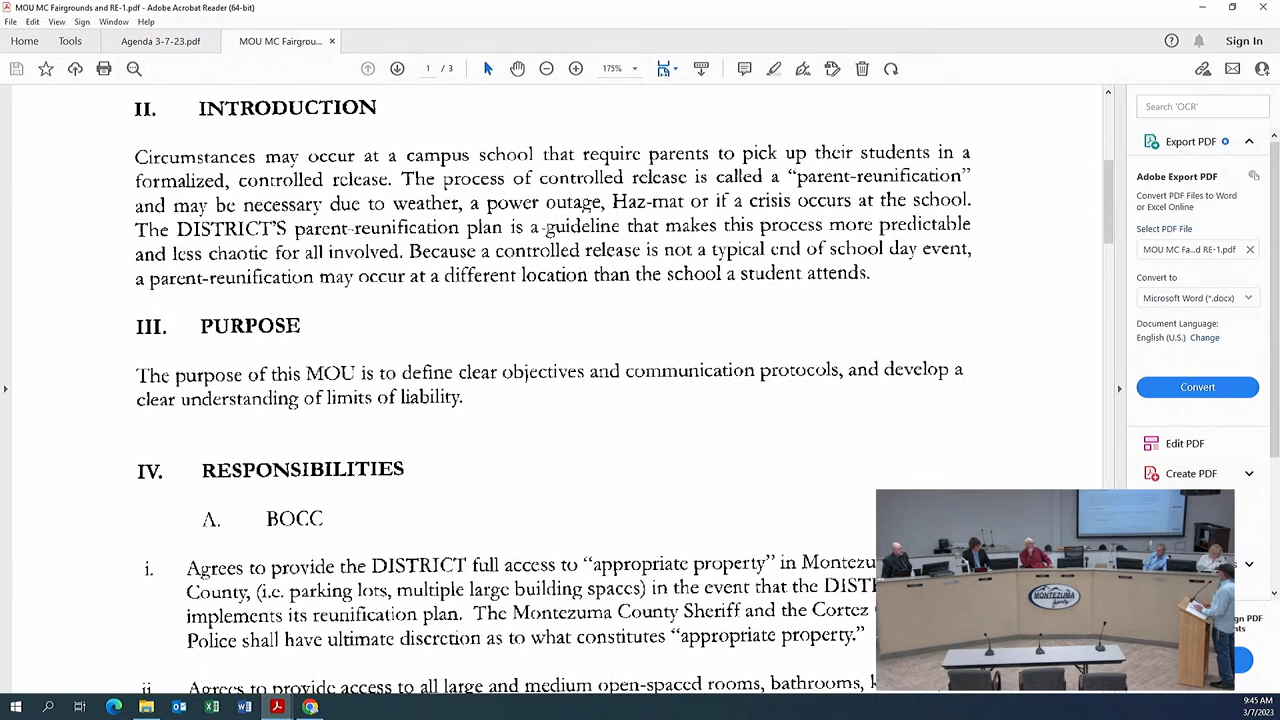 MOU MC Fairgrounds and RE-1.pdf - Adobe Acrobat Reader (64-bit)
File Edit View Sign Window Help
Home Tools Agenda 3-7-23.pdf MOU MC Fairgrou... × Sign In
1 / 3 175%
II. INTRODUCTION
Circumstances may occur at a campus school that require parents to pick up their students in a
formalized, controlled release. The process of controlled release is called a “parent-reunification”
and may be necessary due to weather, a power outage, Haz-mat or if a crisis occurs at the school.
The DISTRICT'S parent-reunification plan is a guideline that makes this process more predictable
and less chaotic for all involved. Because a controlled release is not a typical end of school day event,
a parent-reunification may occur at a different location than the school a student attends.
III. PURPOSE
The purpose of this MOU is to define clear objectives and communication protocols, and develop a
clear understanding of limits of liability.
IV. RESPONSIBILITIES
A. BOCC
i. Agrees to provide the DISTRICT full access to “appropriate property” in
County, (i.e. parking lots, multiple large building spaces) in the event that the
implements its reunification plan. The Montezuma County Sheriff and the Cortez
Police shall have ultimate discretion as to what constitutes “appropriate property.”
ii Agrees to provide access to all large and medium open-spaced rooms, bathrooms,
Search 'OCR'
Export PDF
Adobe Export PDF
Convert PDF Files to Word
or Excel Online
Select PDF File
MOU MC Fa...d RE-1.pdf
Convert to
Microsoft Word (*.docx)
Document Language:
English (U.S.) Change
Convert
Edit PDF
Create PDF
MONTEZUMA
County
9:45 AM
3/7/2023